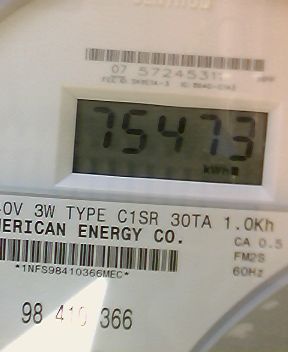 07 5724531
75473
kWh
0V 3W TYPE C1SR 30TA 1.0Kh
MERICAN ENERGY CO.
CA 0.5
FM2S
60Hz
*1NFS98410366MEC*
98 410 366